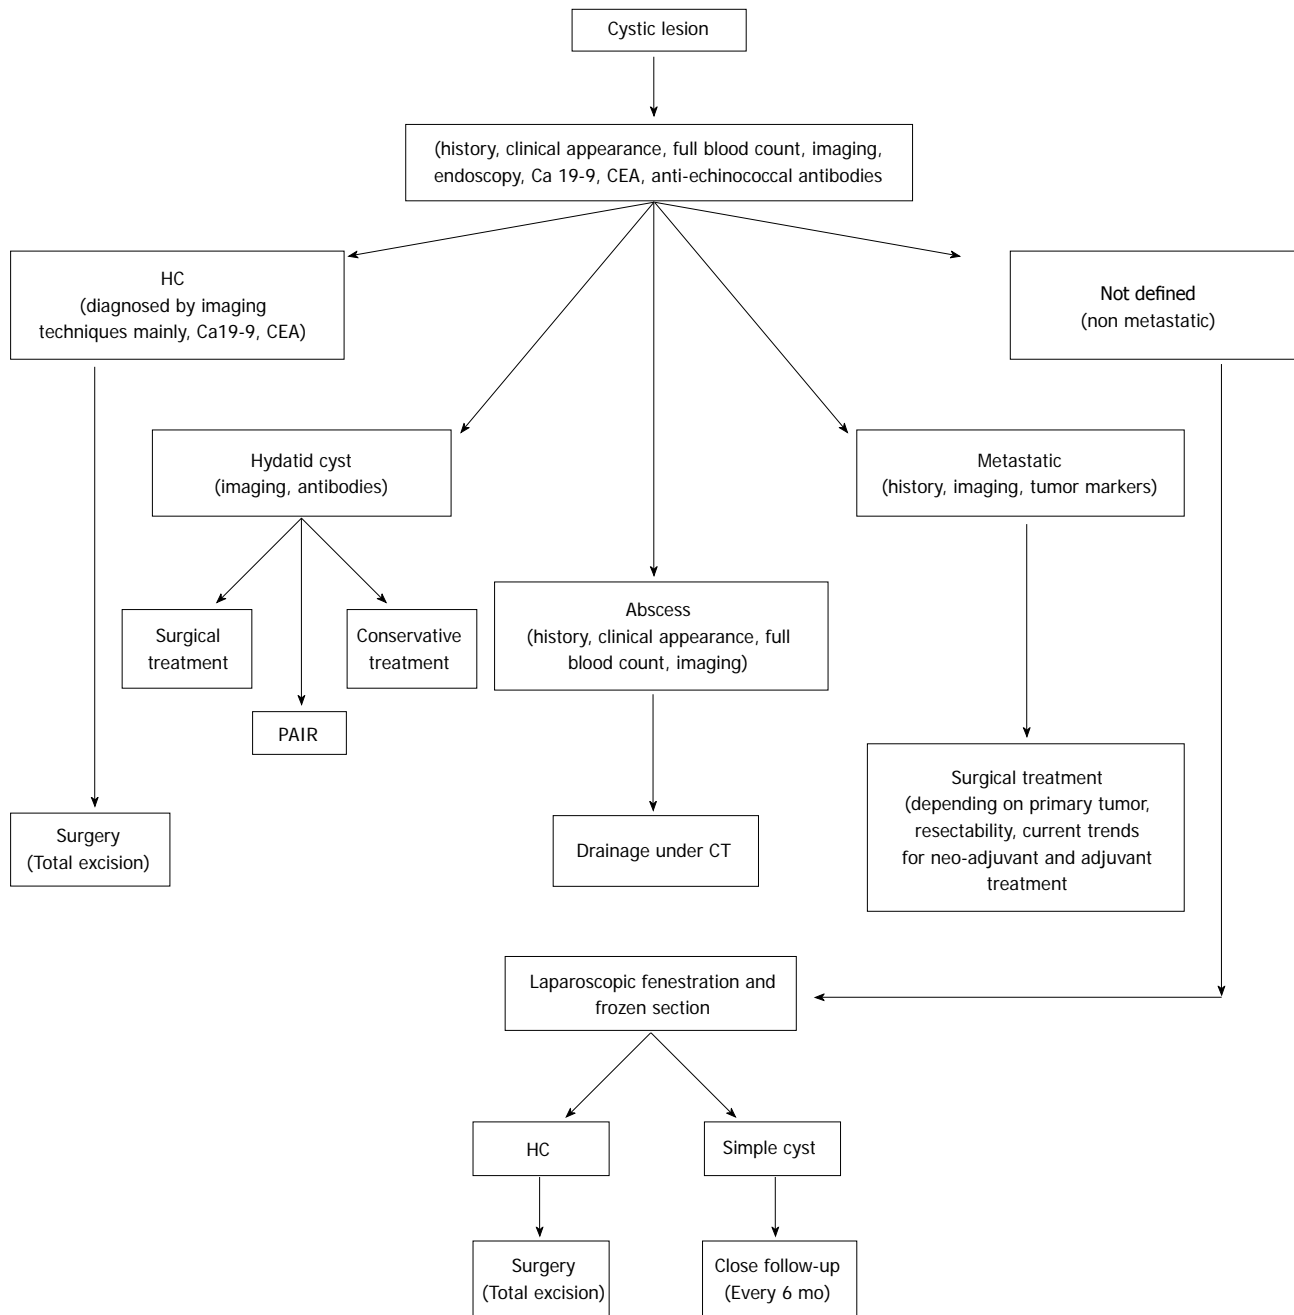 Cystic lesion
(history, clinical appearance, full blood count, imaging,
endoscopy, Ca 19-9, CEA, anti-echinococcal antibodies
HC
(diagnosed by imaging
techniques mainly, Ca19-9, CEA)
Not defined
(non metastatic)
Hydatid cyst
(imaging, antibodies)
Metastatic
(history, imaging, tumor markers)
Surgical
treatment
Conservative
treatment
PAIR
Abscess
(history, clinical appearance, full
blood count, imaging)
Surgery
(Total excision)
Drainage under CT
Surgical treatment
(depending on primary tumor,
resectability, current trends
for neo-adjuvant and adjuvant
treatment
Laparoscopic fenestration and
frozen section
HC
Simple cyst
Surgery
(Total excision)
Close follow-up
(Every 6 mo)